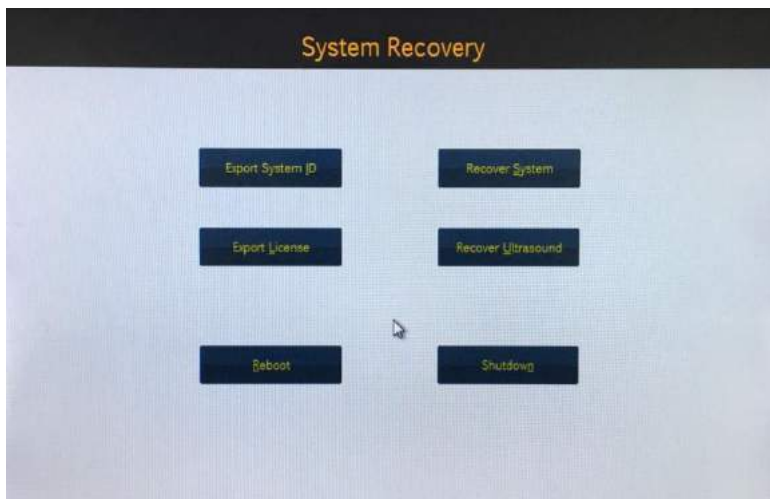 System Recovery
Export System ID
Recover System
Export License
Recover Ultrasound
Reboot
Shutdown